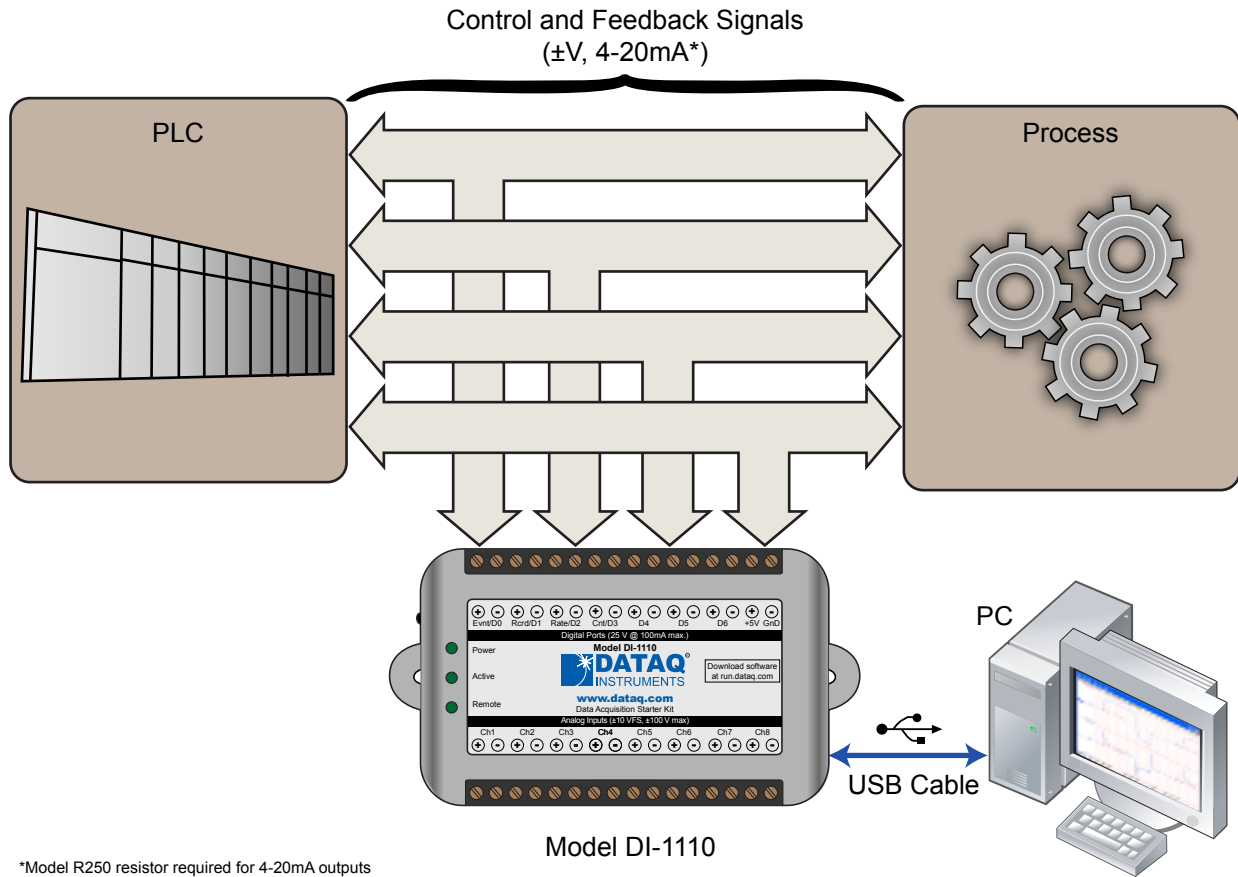 Control and Feedback Signals
(±V, 4-20mA*)
PLC
Process
+ - + - + - + - + - + - + - + -
Evnt/D0 Rcrd/D1 Rate/D2 Cnt/D3 D4 D5 D6 +5V GnD
Digital Ports (25 V @ 100mA max.)
Power
Active
Remote
Model DI-1110
DATAQ®
INSTRUMENTS
www.dataq.com
Data Acquisition Starter Kit
Download software
at run.dataq.com
Analog Inputs (±10 VFS, ±100 V max)
Ch1 Ch2 Ch3 Ch4 Ch5 Ch6 Ch7 Ch8
+ - + - + - + - + - + - + - + -
PC
USB Cable
Model DI-1110
*Model R250 resistor required for 4-20mA outputs